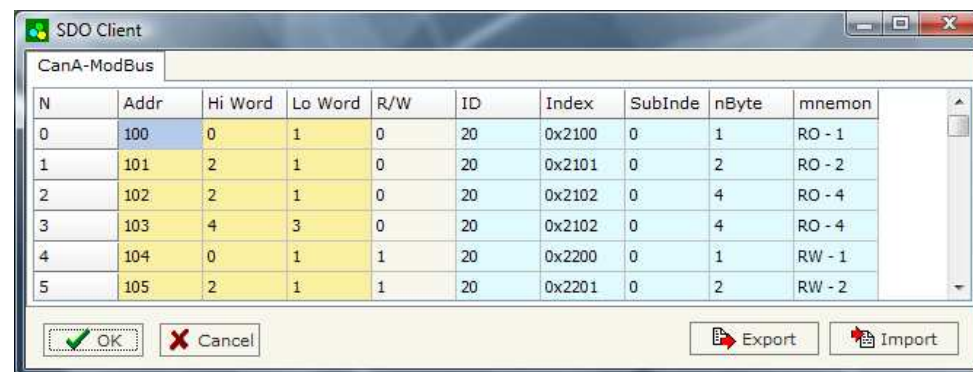 SDO Client
CanA-ModBus
N Addr Hi Word Lo Word R/W ID Index SubInde nByte mnemon
0 100 0 1 0 20 0x2100 0 1 RO - 1
1 101 2 1 0 20 0x2101 0 2 RO - 2
2 102 2 1 0 20 0x2102 0 4 RO - 4
3 103 4 3 0 20 0x2102 0 4 RO - 4
4 104 0 1 1 20 0x2200 0 1 RW - 1
5 105 2 1 1 20 0x2201 0 2 RW - 2
OK Cancel Export Import